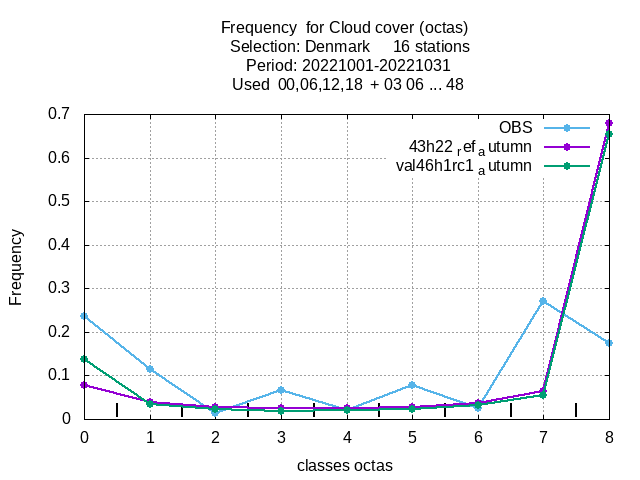 Frequency for Cloud cover (octas)
Selection: Denmark 16 stations
Period: 20221001-20221031
Used 00,06,12,18 + 03 06 ... 48
OBS
43h22 ref autumn
val46h1rc1 autumn
0.7
0.6
0.5
0.4
0.3
0.2
0.1
0
Frequency
0 1 2 3 4 5 6 7 8
classes octas